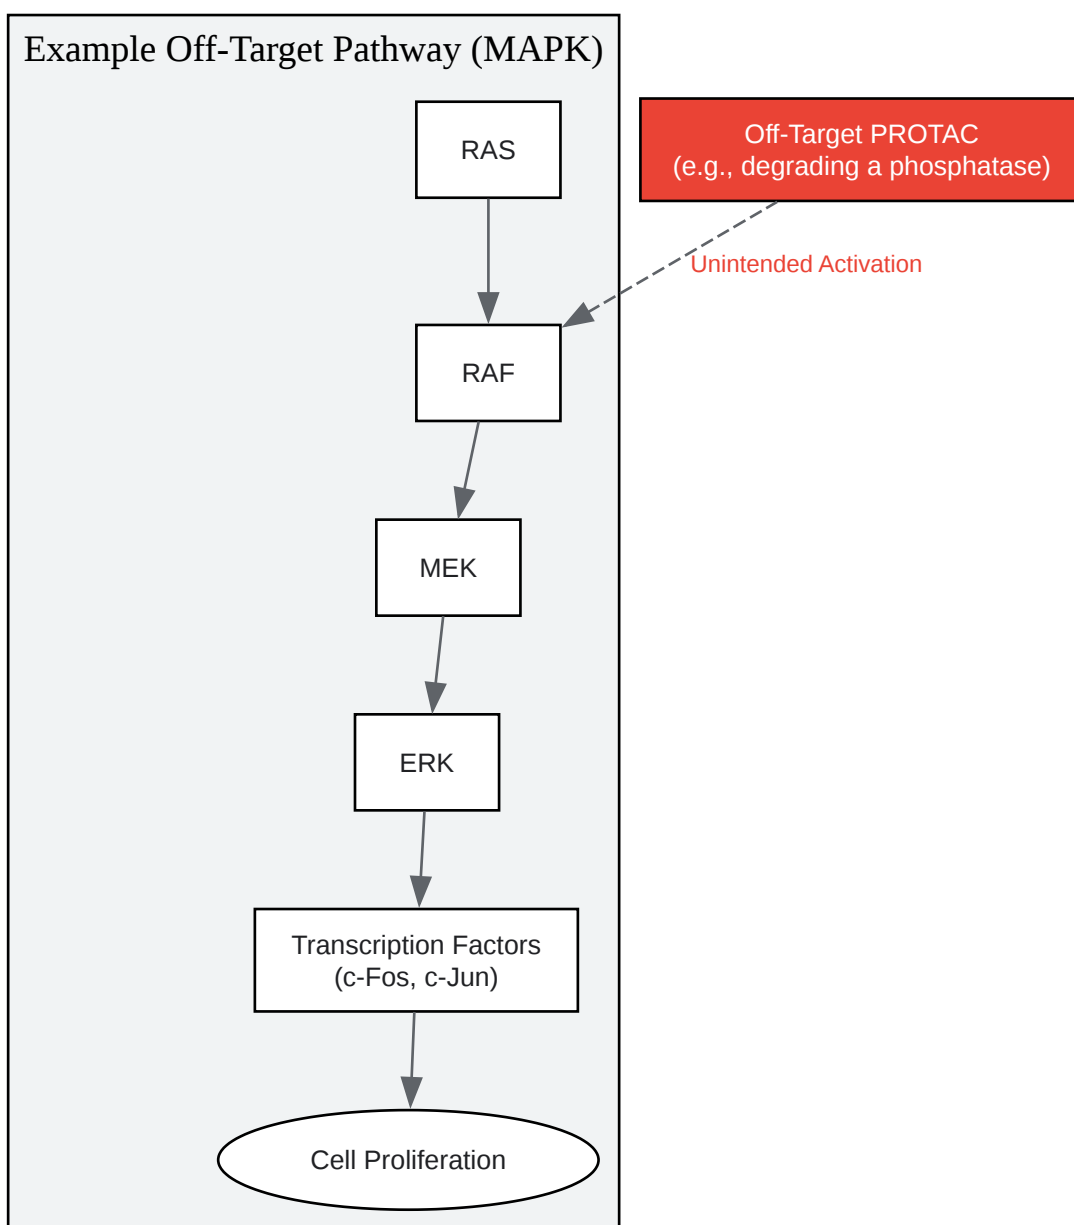 Example Off-Target Pathway (MAPK)
RAS
Off-Target PROTAC
(e.g., degrading a phosphatase)
Unintended Activation
RAF
MEK
ERK
Transcription Factors
(c-Fos, c-Jun)
Cell Proliferation